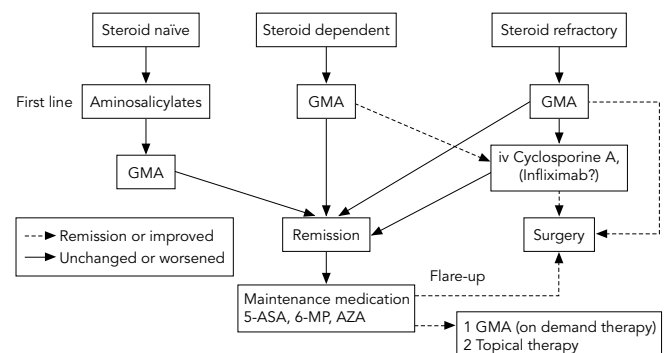 Steroid naïve
Steroid dependent
Steroid refractory
First line
Aminosalicylates
GMA
GMA
GMA
iv Cyclosporine A,
(Infliximab?)
Remission or improved
Unchanged or worsened
Remission
Surgery
Flare-up
Maintenance medication
5-ASA, 6-MP, AZA
1 GMA (on demand therapy)
2 Topical therapy